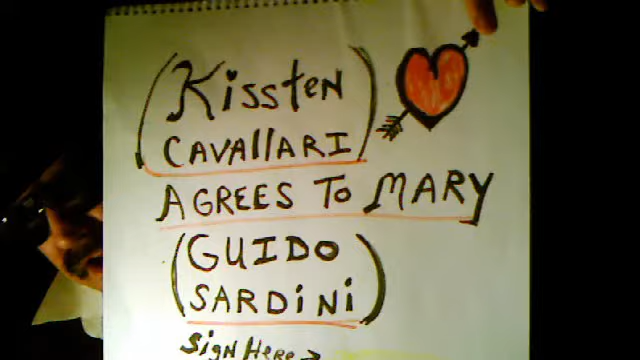 (Kissten
CAVAllARI)
AGREES To MARY
(GUIDO
SARDiNi)
SigN HERE →